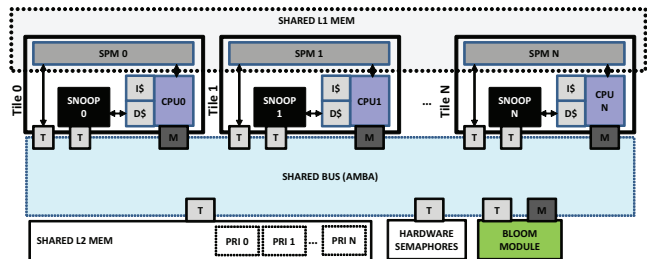 SHARED L1 MEM
SPM 0
SPM 1
SPM N
Tile 0
SNOOP
0
I$
D$
CPU0
T
T
M
Tile 1
SNOOP
1
I$
D$
CPU1
T
T
M
...
Tile N
SNOOP
N
I$
D$
CPU
N
T
T
M
SHARED BUS (AMBA)
T
T
T
M
SHARED L2 MEM
PRI 0
PRI 1
...
PRI N
HARDWARE
SEMAPHORES
BLOOM
MODULE